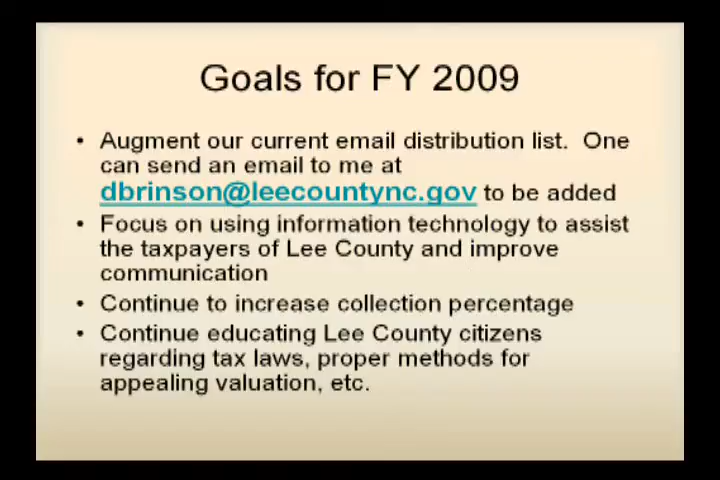 Goals for FY 2009
• Augment our current email distribution list.  One
can send an email to me at
dbrinson@leecountync.gov to be added
• Focus on using information technology to assist
the taxpayers of Lee County and improve
communication
• Continue to increase collection percentage
• Continue educating Lee County citizens
regarding tax laws, proper methods for
appealing valuation, etc.